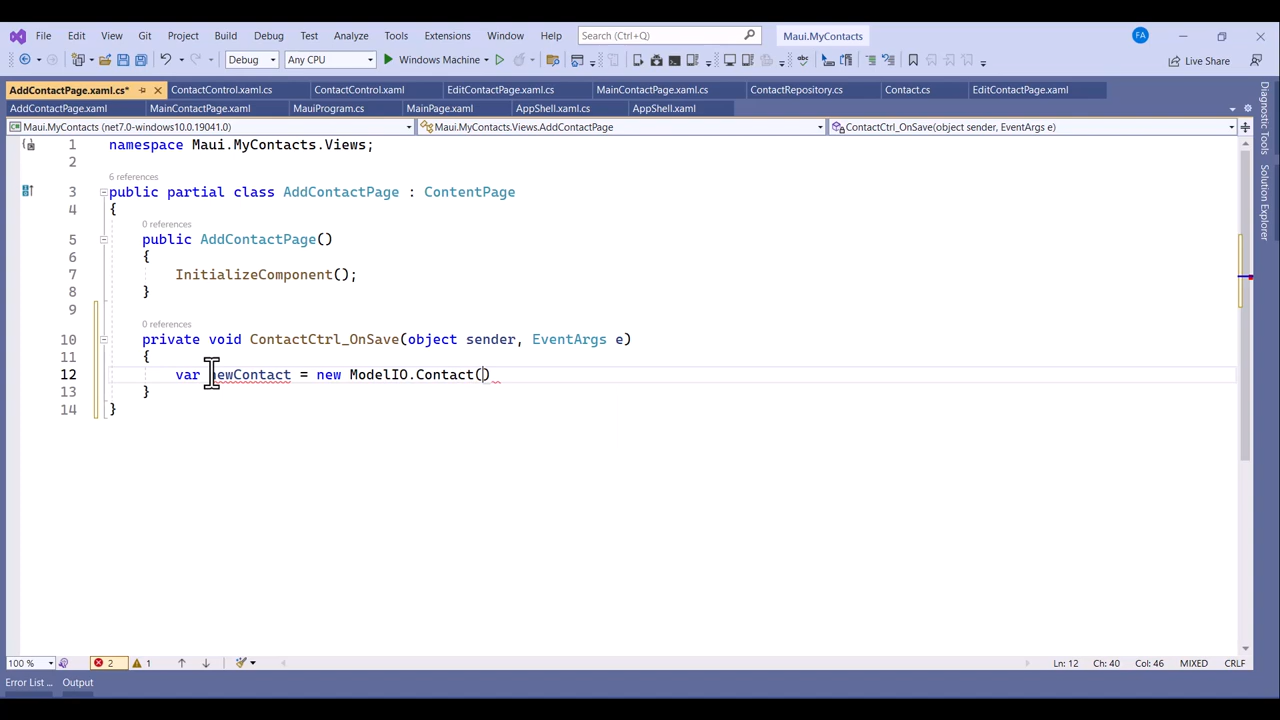 File Edit View Git Project Build Debug Test Analyze Tools Extensions Window Help Search (Ctrl+Q) Maui.MyContacts FA
Debug Any CPU Windows Machine Live Share
AddContactPage.xaml.cs* ContactControl.xaml.cs ContactControl.xaml EditContactPage.xaml.cs MainContactPage.xaml.cs ContactRepository.cs Contact.cs EditContactPage.xaml
AddContactPage.xaml MainContactPage.xaml MauiProgram.cs MainPage.xaml AppShell.xaml.cs AppShell.xaml
Maui.MyContacts (net7.0-windows10.0.19041.0) Maui.MyContacts.Views.AddContactPage ContactCtrl_OnSave(object sender, EventArgs e)
1 namespace Maui.MyContacts.Views;
2
6 references
3 public partial class AddContactPage : ContentPage
4 {
0 references
5 public AddContactPage()
6 {
7 InitializeComponent();
8 }
9
0 references
10 private void ContactCtrl_OnSave(object sender, EventArgs e)
11 {
12 var newContact = new ModelIO.Contact()
13 }
14 }
100 % 2 1 Ln: 12 Ch: 40 Col: 46 MIXED CRLF
Error List ... Output
Diagnostic Tools
Solution Explorer